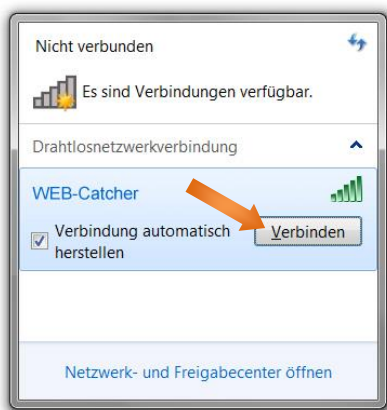 Nicht verbunden
Es sind Verbindungen verfügbar.
Drahtlosnetzwerkverbindung
WEB-Catcher
Verbindung automatisch
herstellen
Verbinden
Netzwerk- und Freigabecenter öffnen